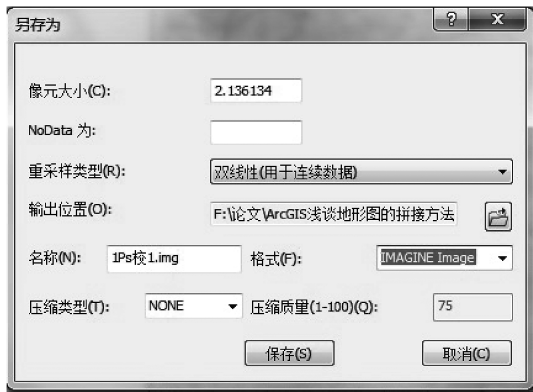 另存为
像元大小(C): 2.136134
NoData 为:
重采样类型(R): 双线性(用于连续数据)
输出位置(O): F:\论文\ArcGIS浅谈地形图的拼接方法
名称(N): 1Ps校1.img 格式(F): IMAGINE Image
压缩类型(T): NONE 压缩质量(1-100)(Q): 75
保存(S) 取消(C)